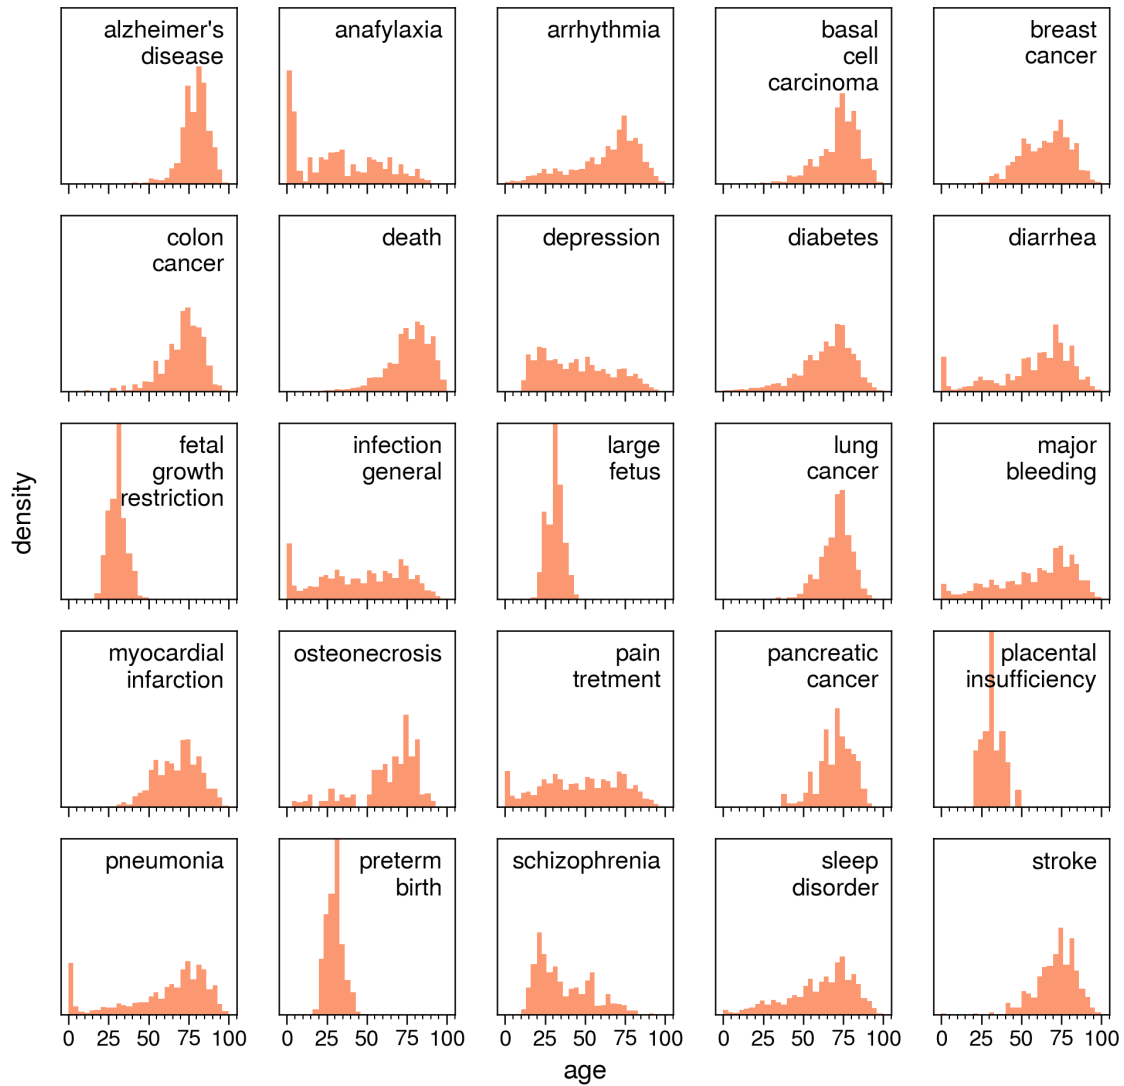 alzheimer's
disease
anafylaxia
arrhythmia
basal
cell
carcinoma
breast
cancer
colon
cancer
death
depression
diabetes
diarrhea
fetal
growth
restriction
infection
general
large
fetus
lung
cancer
major
bleeding
myocardial
infarction
osteonecrosis
pain
tretment
pancreatic
cancer
placental
insufficiency
pneumonia
preterm
birth
schizophrenia
sleep
disorder
stroke
density
0 25 50 75 100
0 25 50 75 100
0 25 50 75 100
0 25 50 75 100
0 25 50 75 100
age